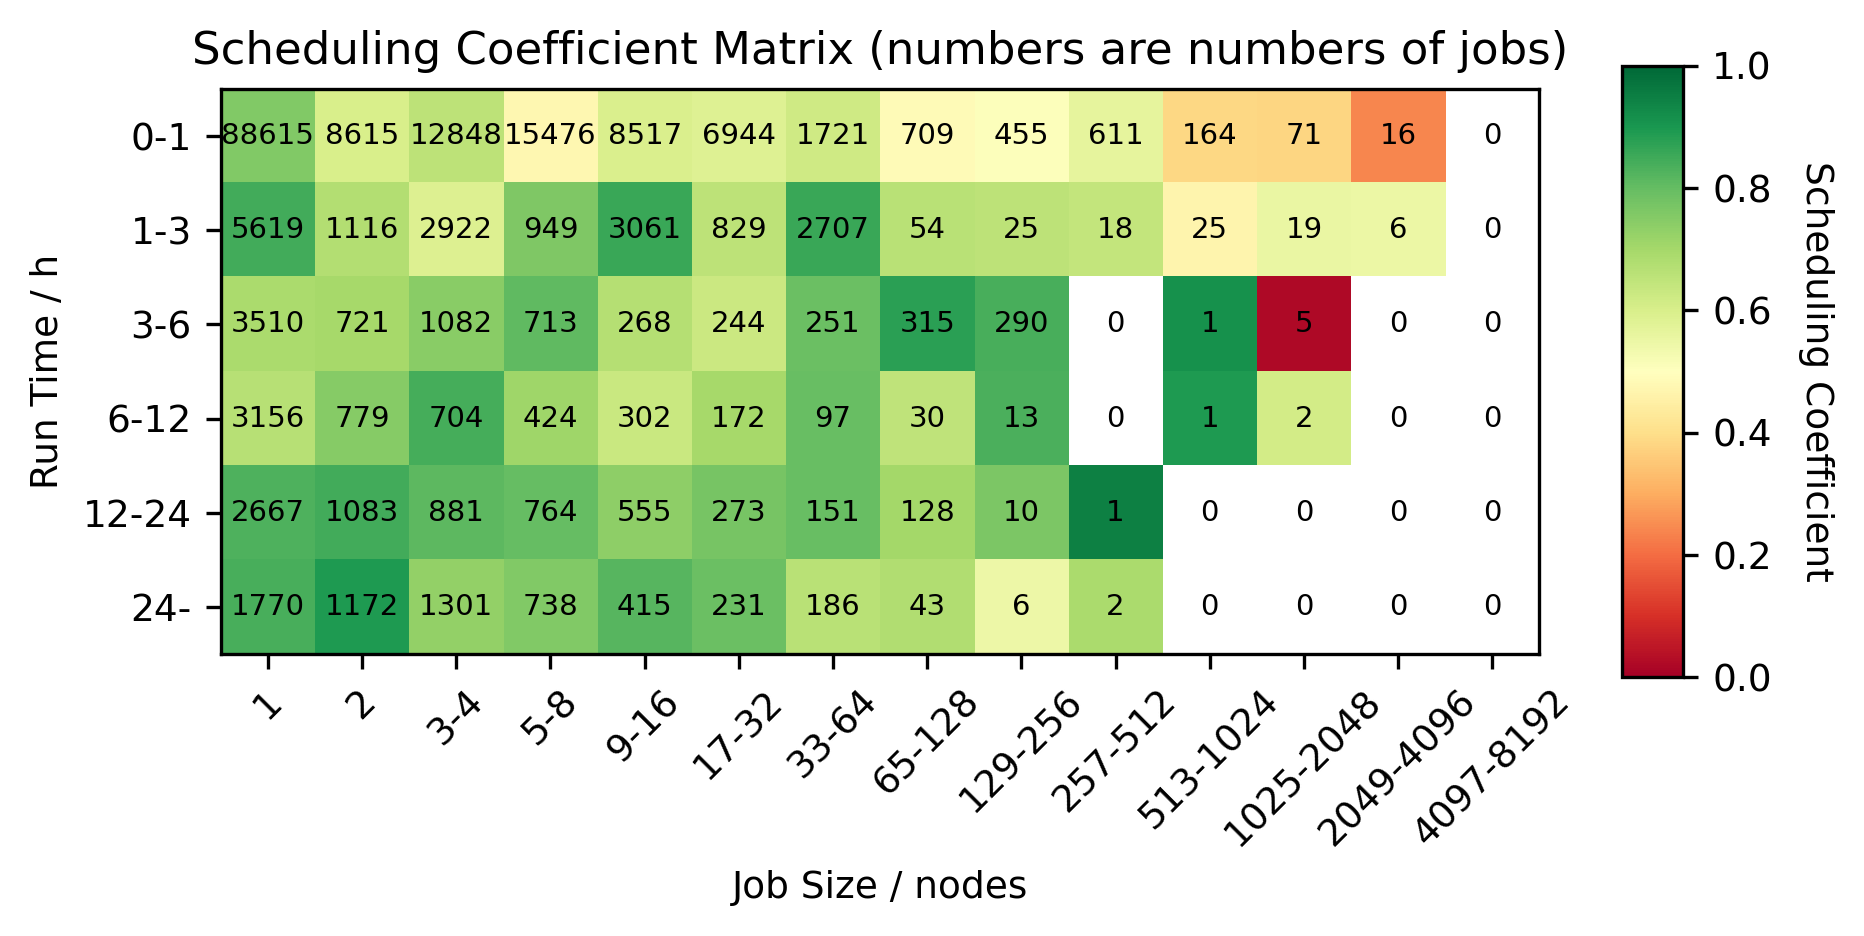 Scheduling Coefficient Matrix (numbers are numbers of jobs)
0-1 88615 8615 12848 15476 8517 6944 1721 709 455 611 164 71 16 0
1-3 5619 1116 2922 949 3061 829 2707 54 25 18 25 19 6 0
3-6 3510 721 1082 713 268 244 251 315 290 0 1 5 0 0
6-12 3156 779 704 424 302 172 97 30 13 0 1 2 0 0
12-24 2667 1083 881 764 555 273 151 128 10 1 0 0 0 0
24- 1770 1172 1301 738 415 231 186 43 6 2 0 0 0 0
Run Time / h
1 2 3-4 5-8 9-16 17-32 33-64 65-128 129-256 257-512 513-1024 1025-2048 2049-4096 4097-8192
Job Size / nodes
1.0
0.8
0.6
0.4
0.2
0.0
Scheduling Coefficient